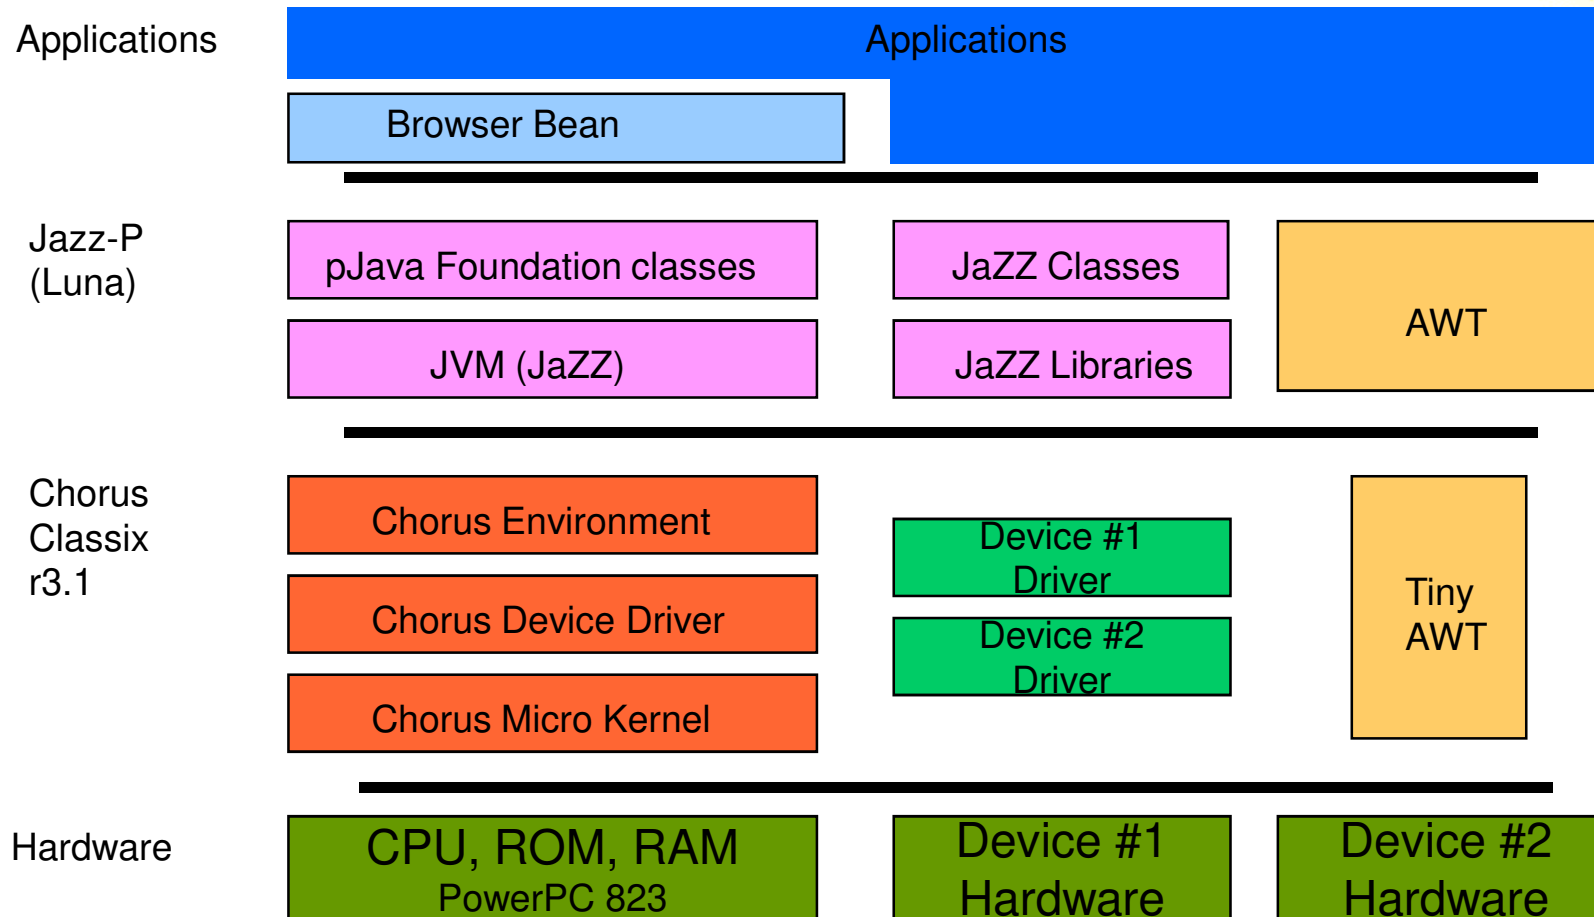 Applications
Applications
Browser Bean
Jazz-P
(Luna)
pJava Foundation classes
JaZZ Classes
AWT
JVM (JaZZ)
JaZZ Libraries
Chorus
Classix
r3.1
Chorus Environment
Device #1
Driver
Tiny
AWT
Chorus Device Driver
Device #2
Driver
Chorus Micro Kernel
Hardware
CPU, ROM, RAM
PowerPC 823
Device #1
Hardware
Device #2
Hardware